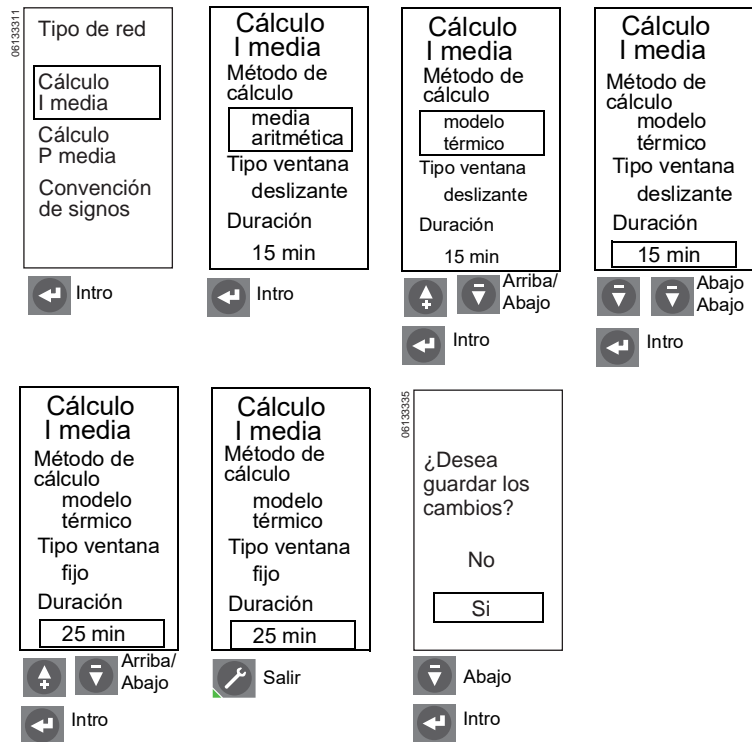 06133311
Tipo de red
Cálculo
I media
Cálculo
P media
Convención
de signos
Intro
Cálculo
I media
Método de
cálculo
media
aritmética
Tipo ventana
deslizante
Duración
15 min
Intro
Cálculo
I media
Método de
cálculo
modelo
térmico
Tipo ventana
deslizante
Duración
15 min
Arriba/
Abajo
Intro
Cálculo
I media
Método de
cálculo
modelo
térmico
Tipo ventana
deslizante
Duración
15 min
Abajo
Abajo
Intro
Cálculo
I media
Método de
cálculo
modelo
térmico
Tipo ventana
fijo
Duración
25 min
Arriba/
Abajo
Intro
Cálculo
I media
Método de
cálculo
modelo
térmico
Tipo ventana
fijo
Duración
25 min
Salir
06133335
¿Desea
guardar los
cambios?
No
Si
Abajo
Intro